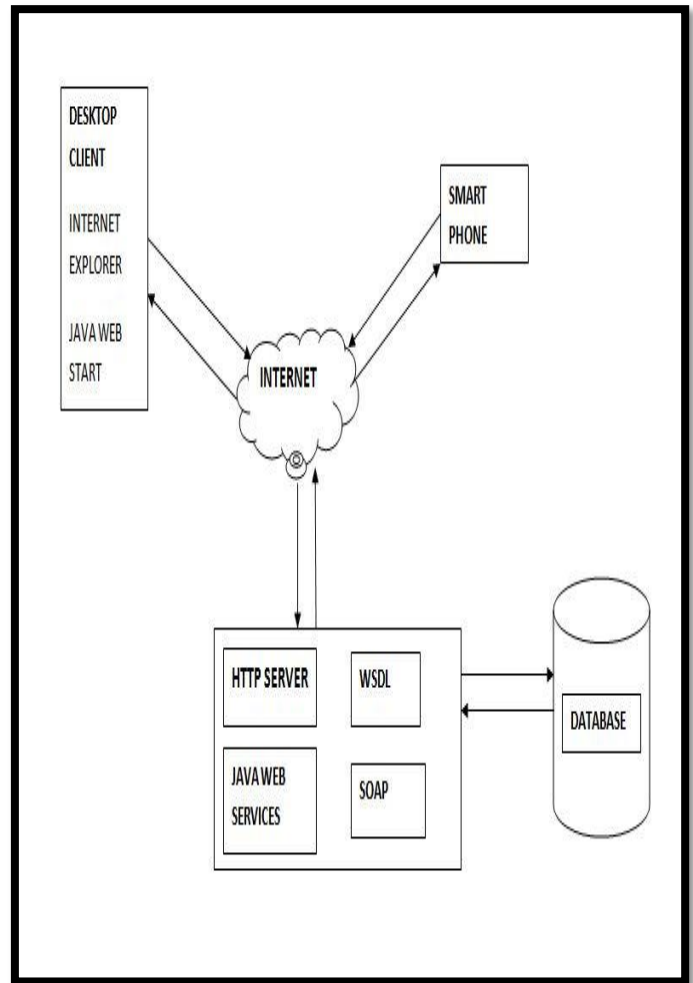 DESKTOP
CLIENT
INTERNET
EXPLORER
JAVA WEB
START
SMART
PHONE
INTERNET
HTTP SERVER
WSDL
JAVA WEB
SERVICES
SOAP
DATABASE